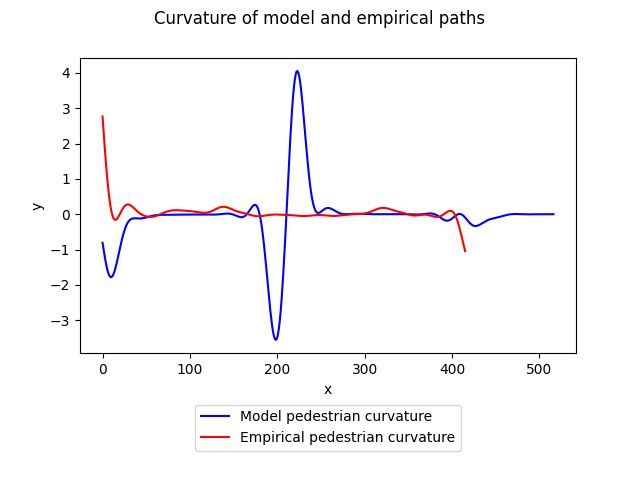 Curvature of model and empirical paths
4
3
2
1
0
−1
−2
−3
y
0 100 200 300 400 500
x
Model pedestrian curvature
Empirical pedestrian curvature